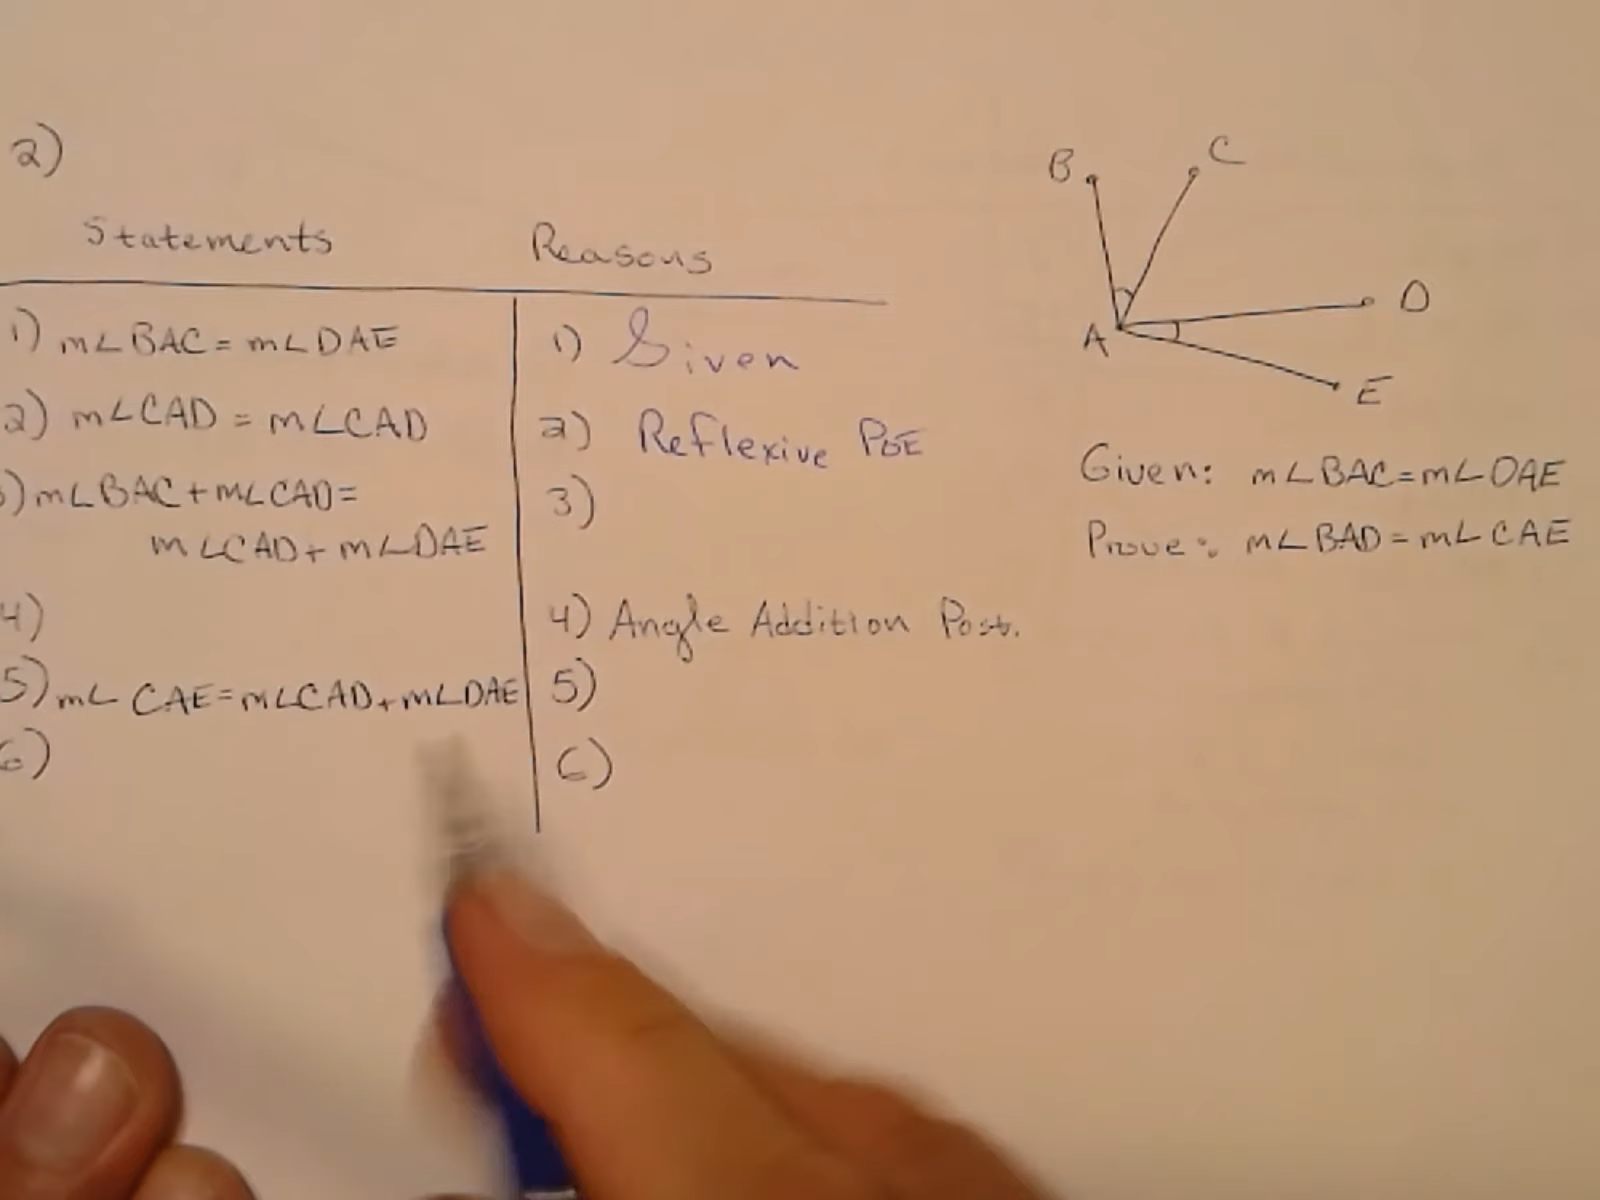 2)
Statements Reasons
1) m∠BAC = m∠DAE 1) Given
2) m∠CAD = m∠CAD 2) Reflexive POE
3) m∠BAC + m∠CAD = 3)
m∠CAD + m∠DAE
4) 4) Angle Addition Post.
5) m∠CAE = m∠CAD + m∠DAE 5)
6) 6)
B C
D
A
E
Given: m∠BAC = m∠DAE
Prove: m∠BAD = m∠CAE